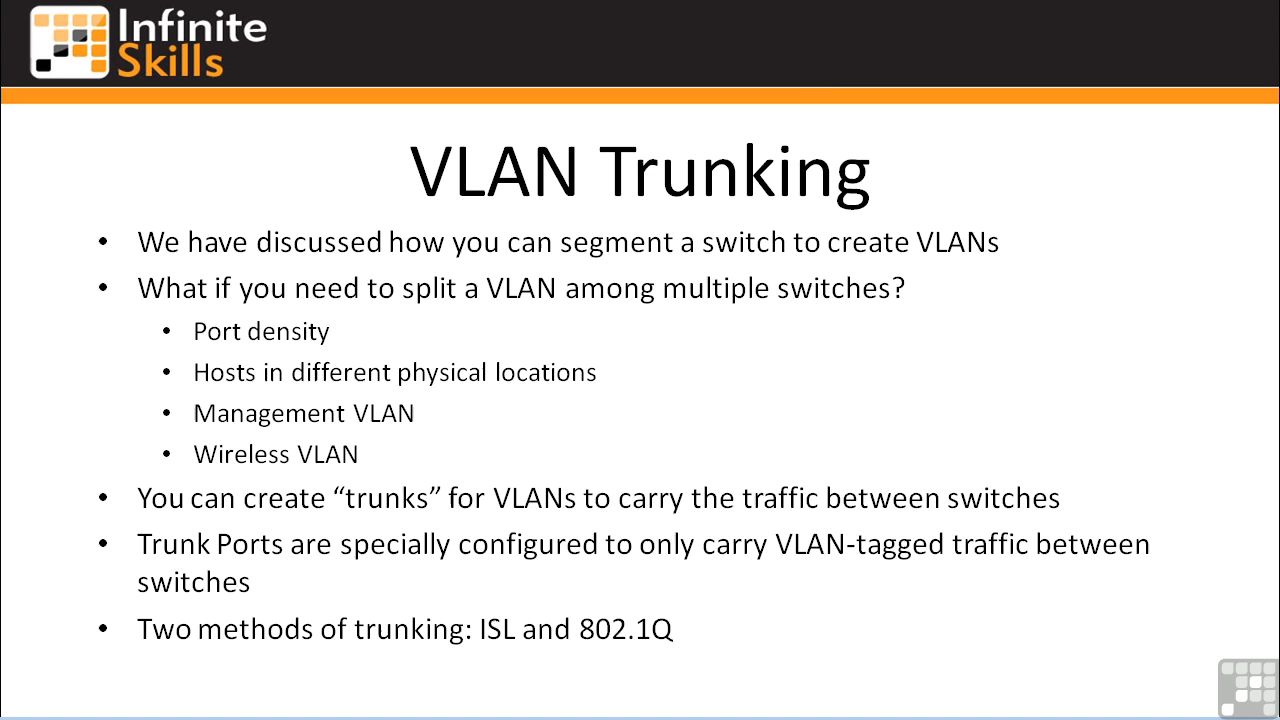 Infinite
Skills
VLAN Trunking
• We have discussed how you can segment a switch to create VLANs
• What if you need to split a VLAN among multiple switches?
• Port density
• Hosts in different physical locations
• Management VLAN
• Wireless VLAN
• You can create “trunks” for VLANs to carry the traffic between switches
• Trunk Ports are specially configured to only carry VLAN-tagged traffic between
switches
• Two methods of trunking: ISL and 802.1Q